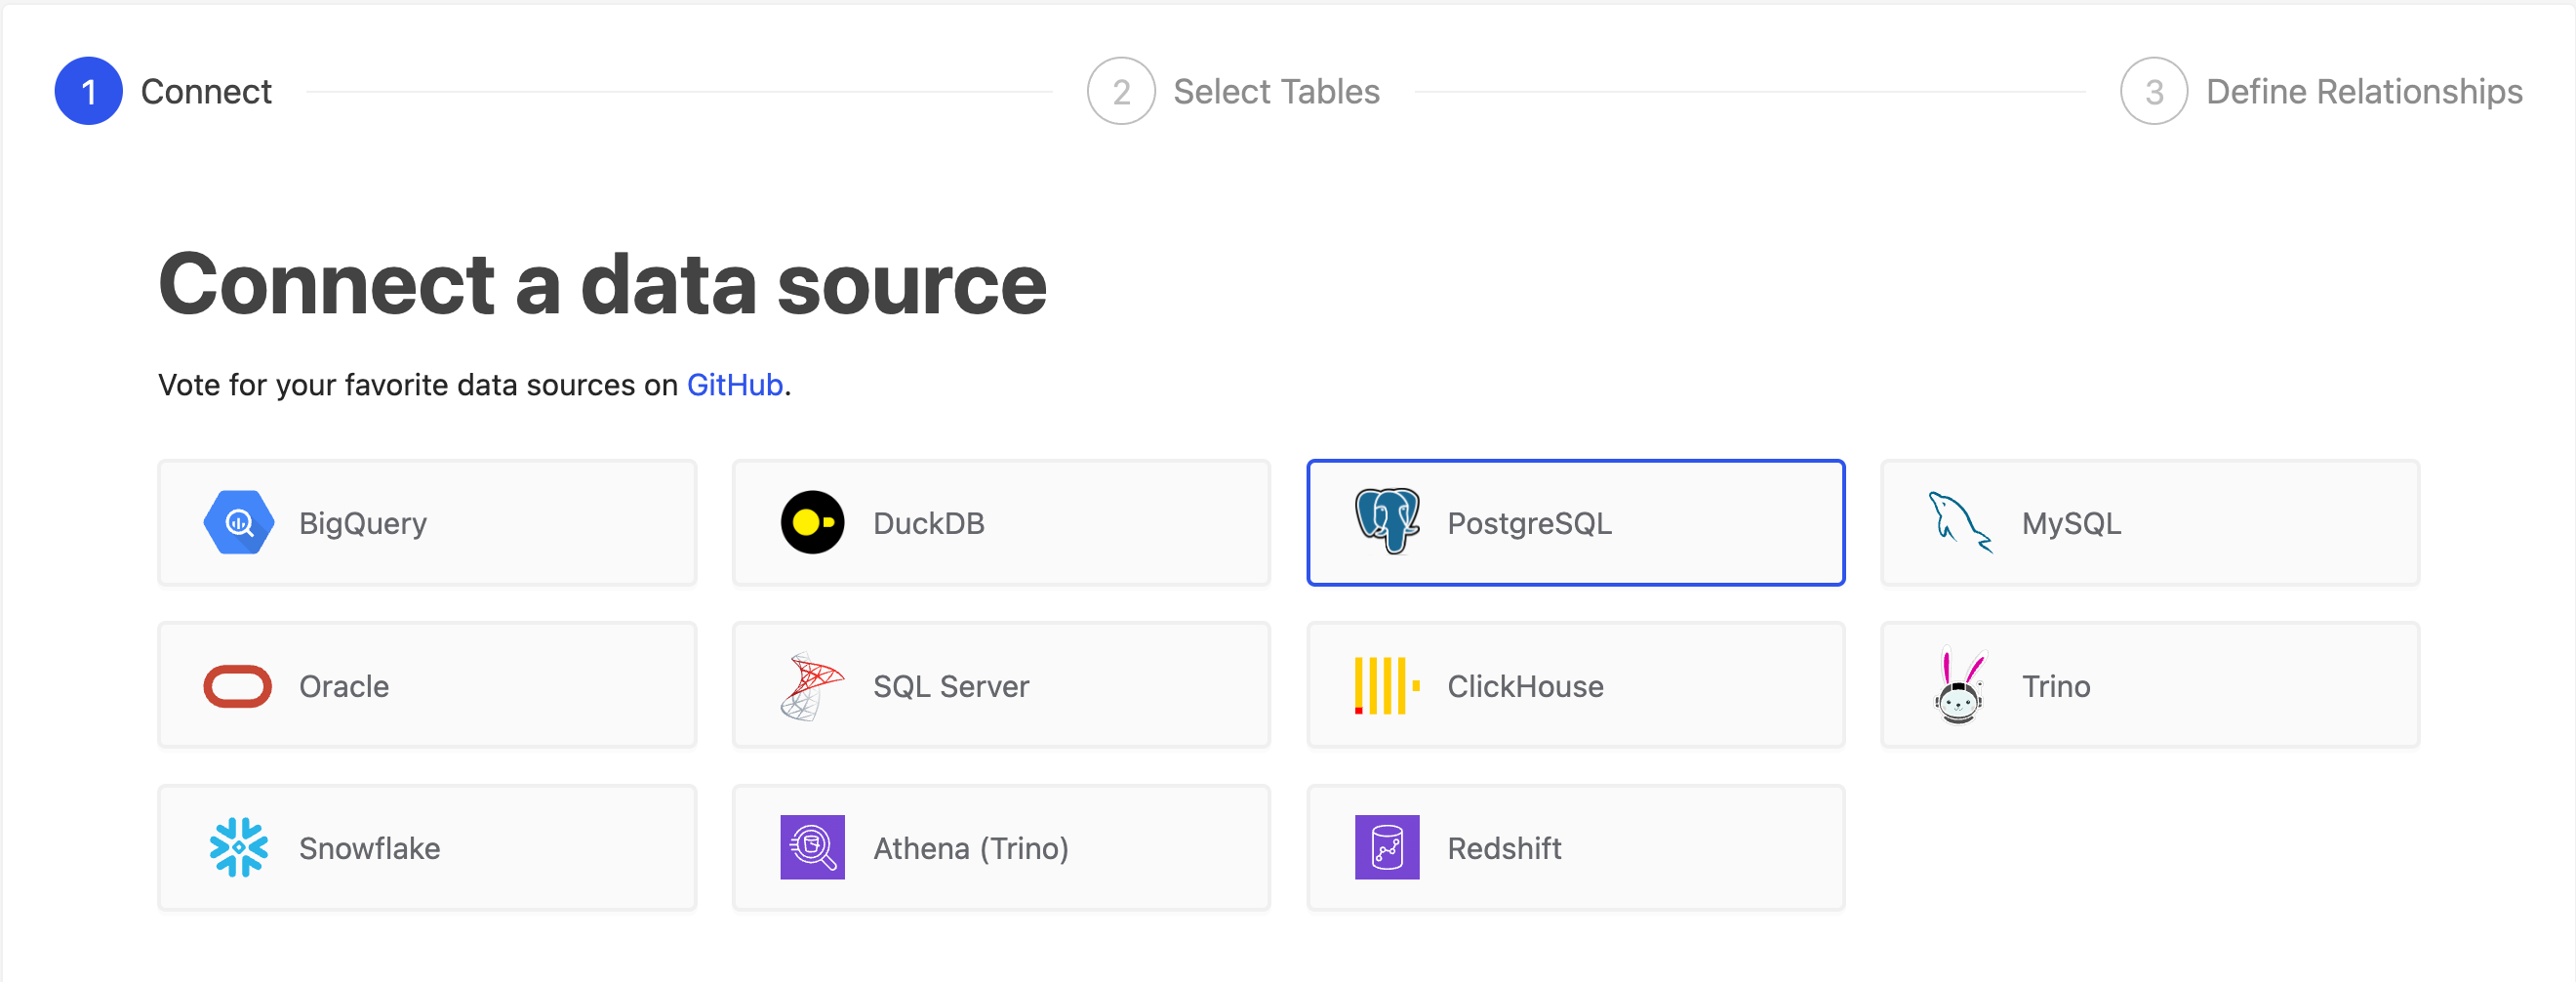 1 Connect 2 Select Tables 3 Define Relationships
Connect a data source
Vote for your favorite data sources on GitHub.
BigQuery DuckDB PostgreSQL MySQL
Oracle SQL Server ClickHouse Trino
Snowflake Athena (Trino) Redshift